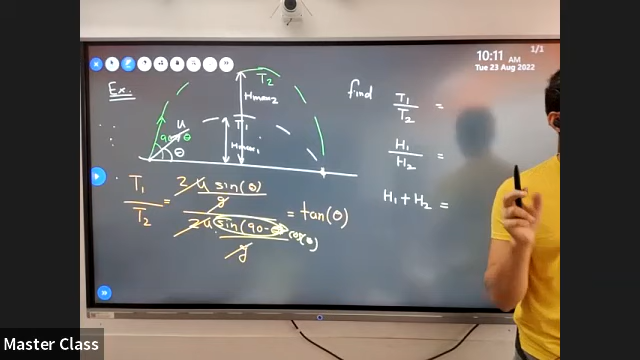 10:11 AM
Tue 23 Aug 2022
1/1
Ex.
T2
Hmax2
find T1/T2 =
u
90-θ
θ
T1
Hmax1
H1/H2 =
T1/T2 = 2u sin(θ)/g / 2u sin(90-θ)/g = tan(θ)
cos(θ)
H1+H2 =
Master Class